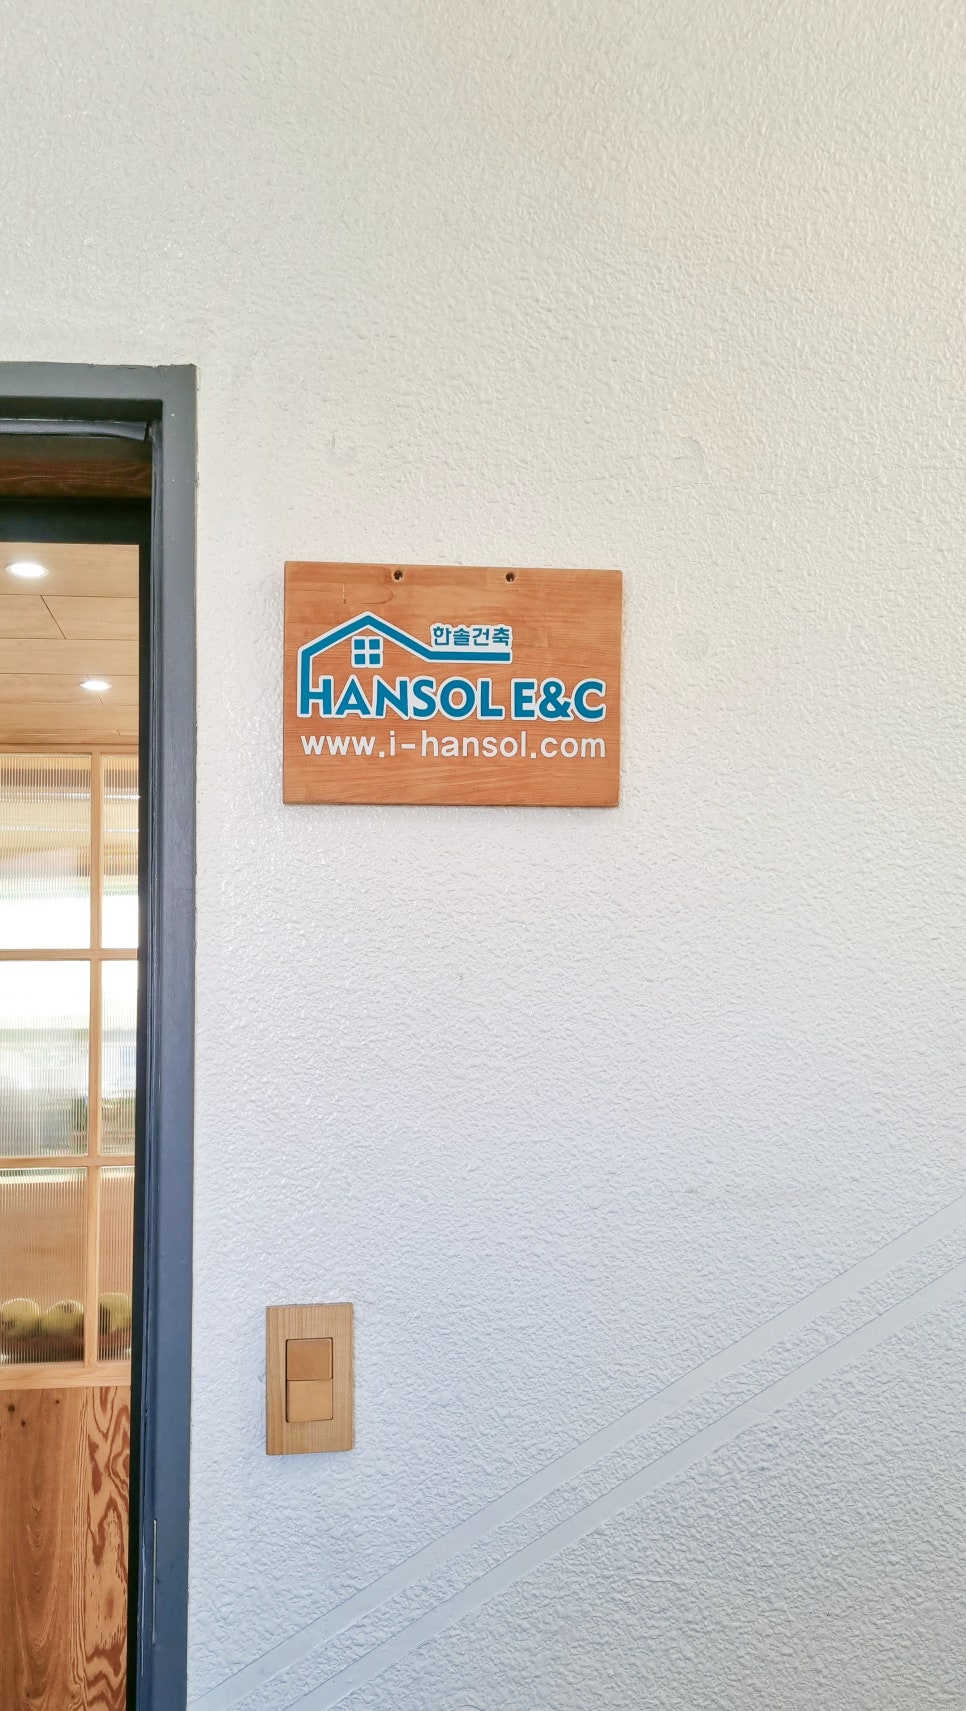 한솔건축
HANSOL E&C
www.i-hansol.com